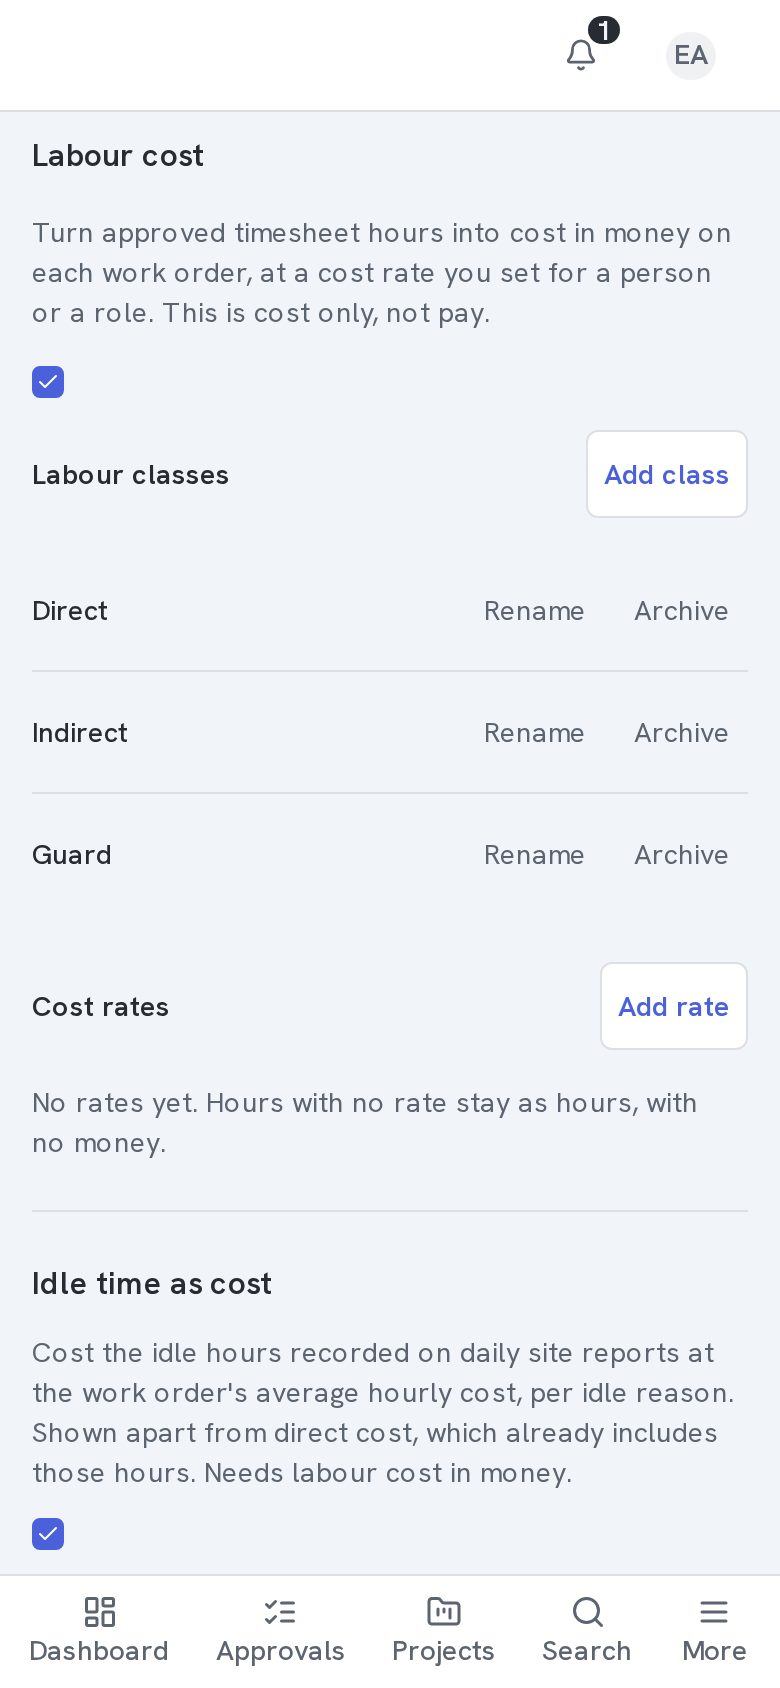 1
EA
Labour cost
Turn approved timesheet hours into cost in money on
each work order, at a cost rate you set for a person
or a role. This is cost only, not pay.
Labour classes
Add class
Direct Rename Archive
Indirect Rename Archive
Guard Rename Archive
Cost rates
Add rate
No rates yet. Hours with no rate stay as hours, with
no money.
Idle time as cost
Cost the idle hours recorded on daily site reports at
the work order's average hourly cost, per idle reason.
Shown apart from direct cost, which already includes
those hours. Needs labour cost in money.
Dashboard Approvals Projects Search More